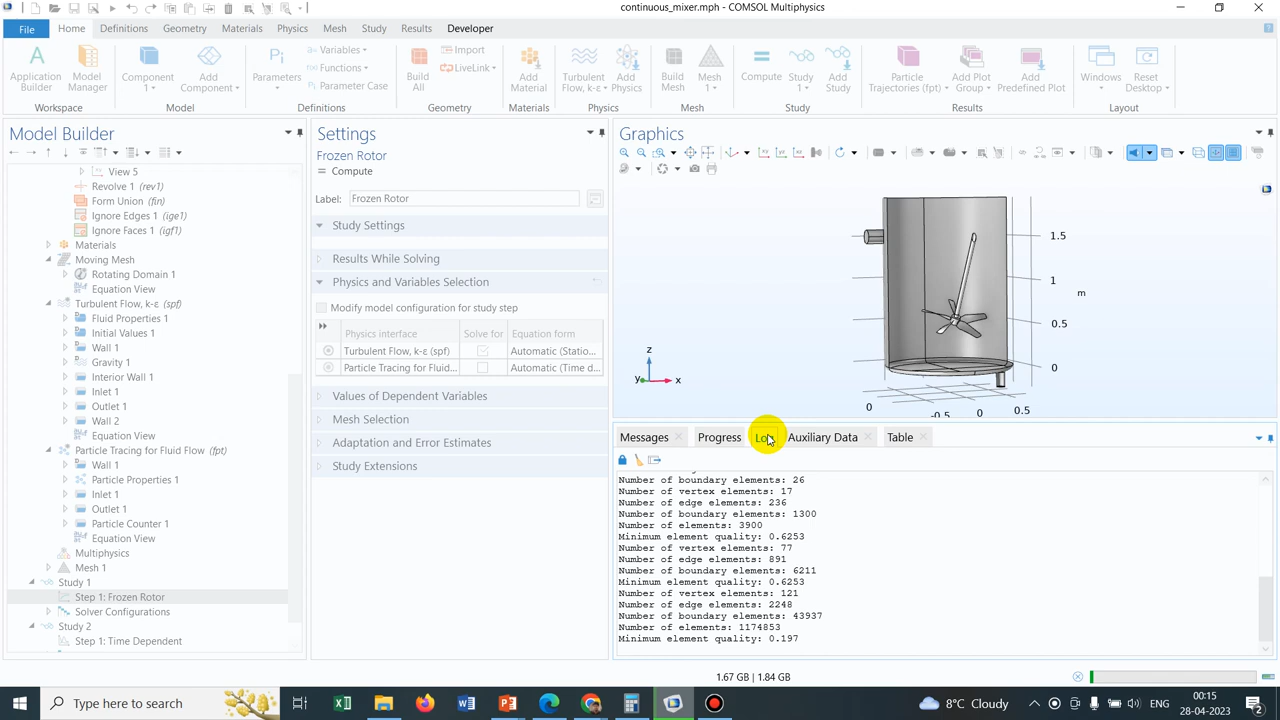 continuous_mixer.mph - COMSOL Multiphysics
File
Home
Definitions
Geometry
Materials
Physics
Mesh
Study
Results
Developer
Application Builder
Model Manager
Workspace
Component 1
Add Component
Model
Pi
Parameters
Variables
Functions
Parameter Case
Definitions
Build All
Import
LiveLink
Geometry
Add Material
Materials
Turbulent Flow, k-ε
Add Physics
Physics
Build Mesh
Mesh 1
Mesh
Compute
Study 1
Add Study
Study
Particle Trajectories (fpt)
Add Plot Group
Add Predefined Plot
Results
Windows
Reset Desktop
Layout
Model Builder
View 5
Revolve 1 (rev1)
Form Union (fin)
Ignore Edges 1 (ige1)
Ignore Faces 1 (igf1)
Materials
Moving Mesh
Rotating Domain 1
Equation View
Turbulent Flow, k-ε (spf)
Fluid Properties 1
Initial Values 1
Wall 1
Gravity 1
Interior Wall 1
Inlet 1
Outlet 1
Wall 2
Equation View
Particle Tracing for Fluid Flow (fpt)
Wall 1
Particle Properties 1
Inlet 1
Outlet 1
Particle Counter 1
Equation View
Multiphysics
Mesh 1
Study 1
Step 1: Frozen Rotor
Solver Configurations
Study 2
Step 1: Time Dependent
Settings
Frozen Rotor
= Compute
Label: Frozen Rotor
Study Settings
Results While Solving
Physics and Variables Selection
Modify model configuration for study step
Physics interface Solve for Equation form
Turbulent Flow, k-ε (spf) Automatic (Statio...
Particle Tracing for Fluid... Automatic (Time d...
Values of Dependent Variables
Mesh Selection
Adaptation and Error Estimates
Study Extensions
Graphics
1.5
1
m
0.5
0
0
-0.5
0
0.5
z
y
x
Messages
Progress
Log
Auxiliary Data
Table
Number of boundary elements: 26
Number of vertex elements: 17
Number of edge elements: 236
Number of boundary elements: 1300
Number of elements: 3900
Minimum element quality: 0.6253
Number of vertex elements: 77
Number of edge elements: 891
Number of boundary elements: 6211
Minimum element quality: 0.6253
Number of vertex elements: 121
Number of edge elements: 2248
Number of boundary elements: 43937
Number of elements: 1174853
Minimum element quality: 0.197
1.67 GB | 1.84 GB
Type here to search
8°C Cloudy
ENG
00:15
28-04-2023
2